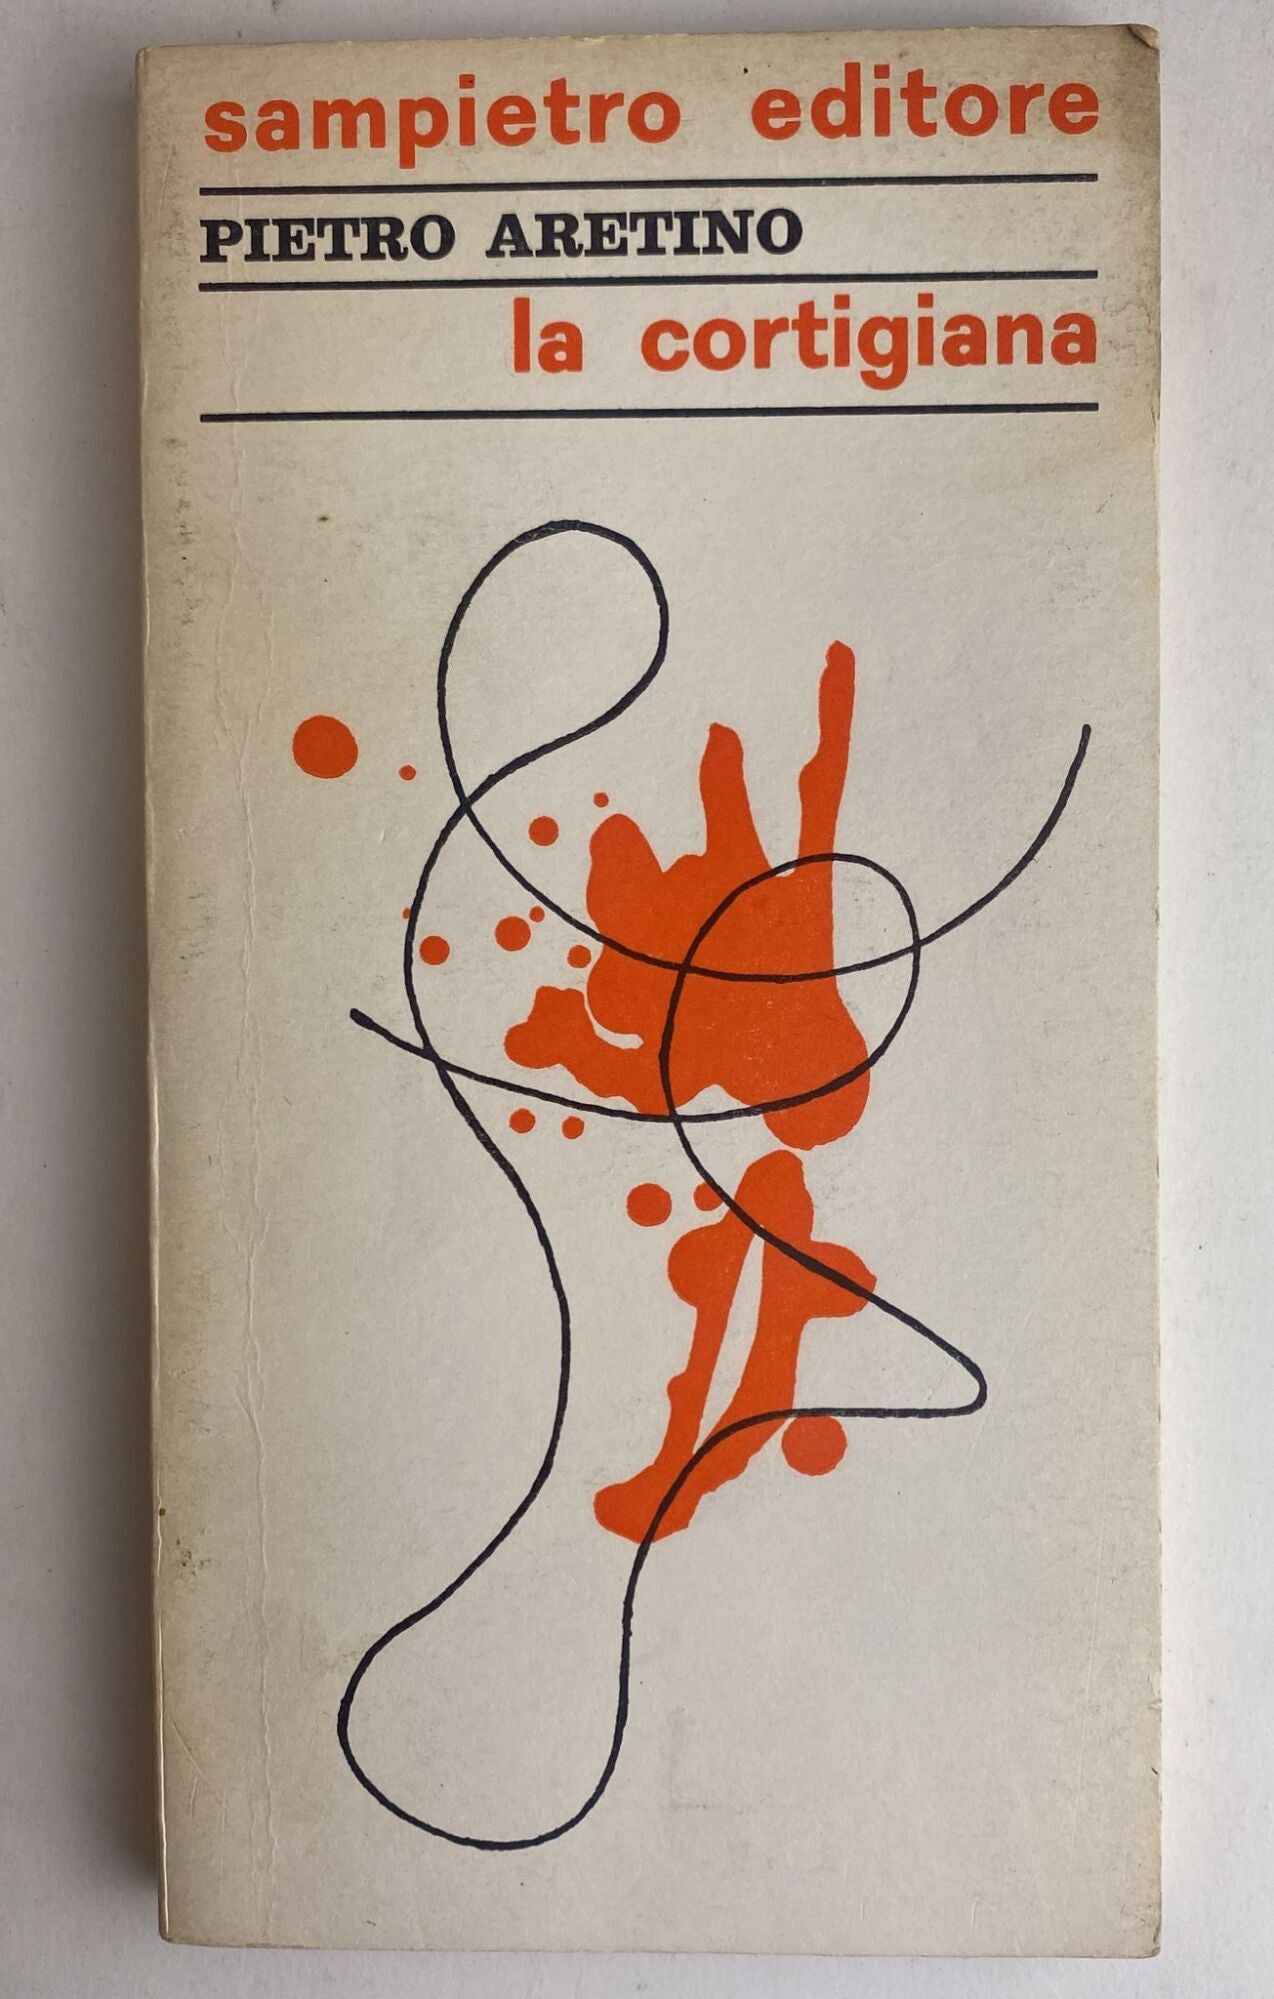 sampietro editore
PIETRO ARETINO
la cortigiana